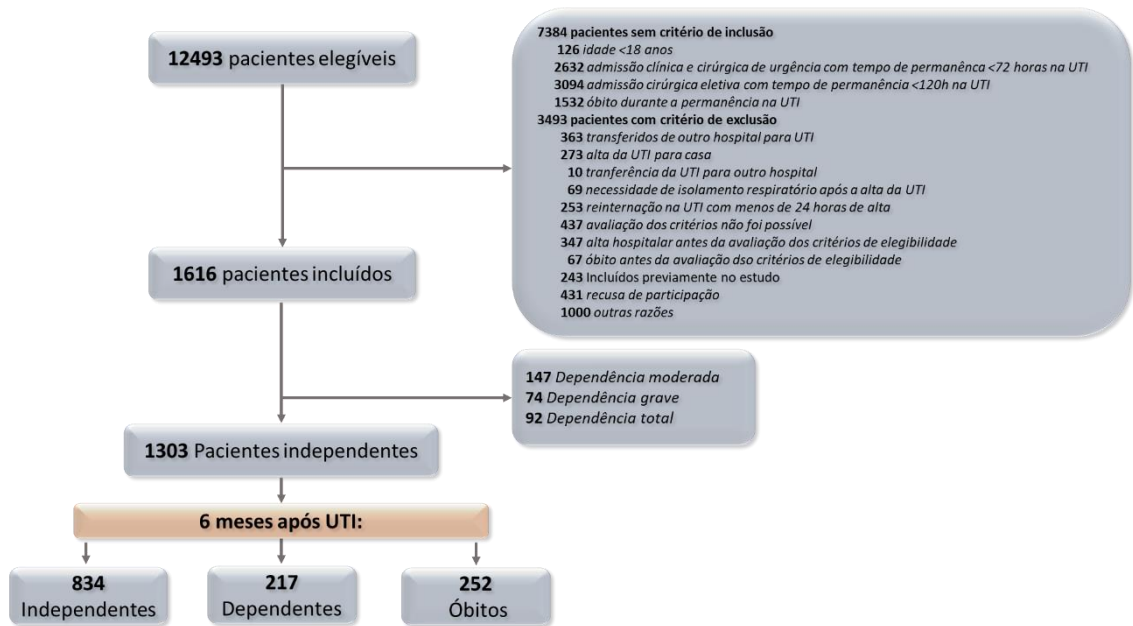 12493 pacientes elegíveis
7384 pacientes sem critério de inclusão
126 idade <18 anos
2632 admissão clínica e cirúrgica de urgência com tempo de permanênca <72 horas na UTI
3094 admissão cirúrgica eletiva com tempo de permanência <120h na UTI
1532 óbito durante a permanência na UTI
3493 pacientes com critério de exclusão
363 transferidos de outro hospital para UTI
273 alta da UTI para casa
10 tranferência da UTI para outro hospital
69 necessidade de isolamento respiratório após a alta da UTI
253 reinternação na UTI com menos de 24 horas de alta
437 avaliação dos critérios não foi possível
347 alta hospitalar antes da avaliação dos critérios de elegibilidade
67 óbito antes da avaliação dso critérios de elegibilidade
243 Incluídos previamente no estudo
431 recusa de participação
1000 outras razões
1616 pacientes incluídos
147 Dependência moderada
74 Dependência grave
92 Dependência total
1303 Pacientes independentes
6 meses após UTI:
834
Independentes
217
Dependentes
252
Óbitos